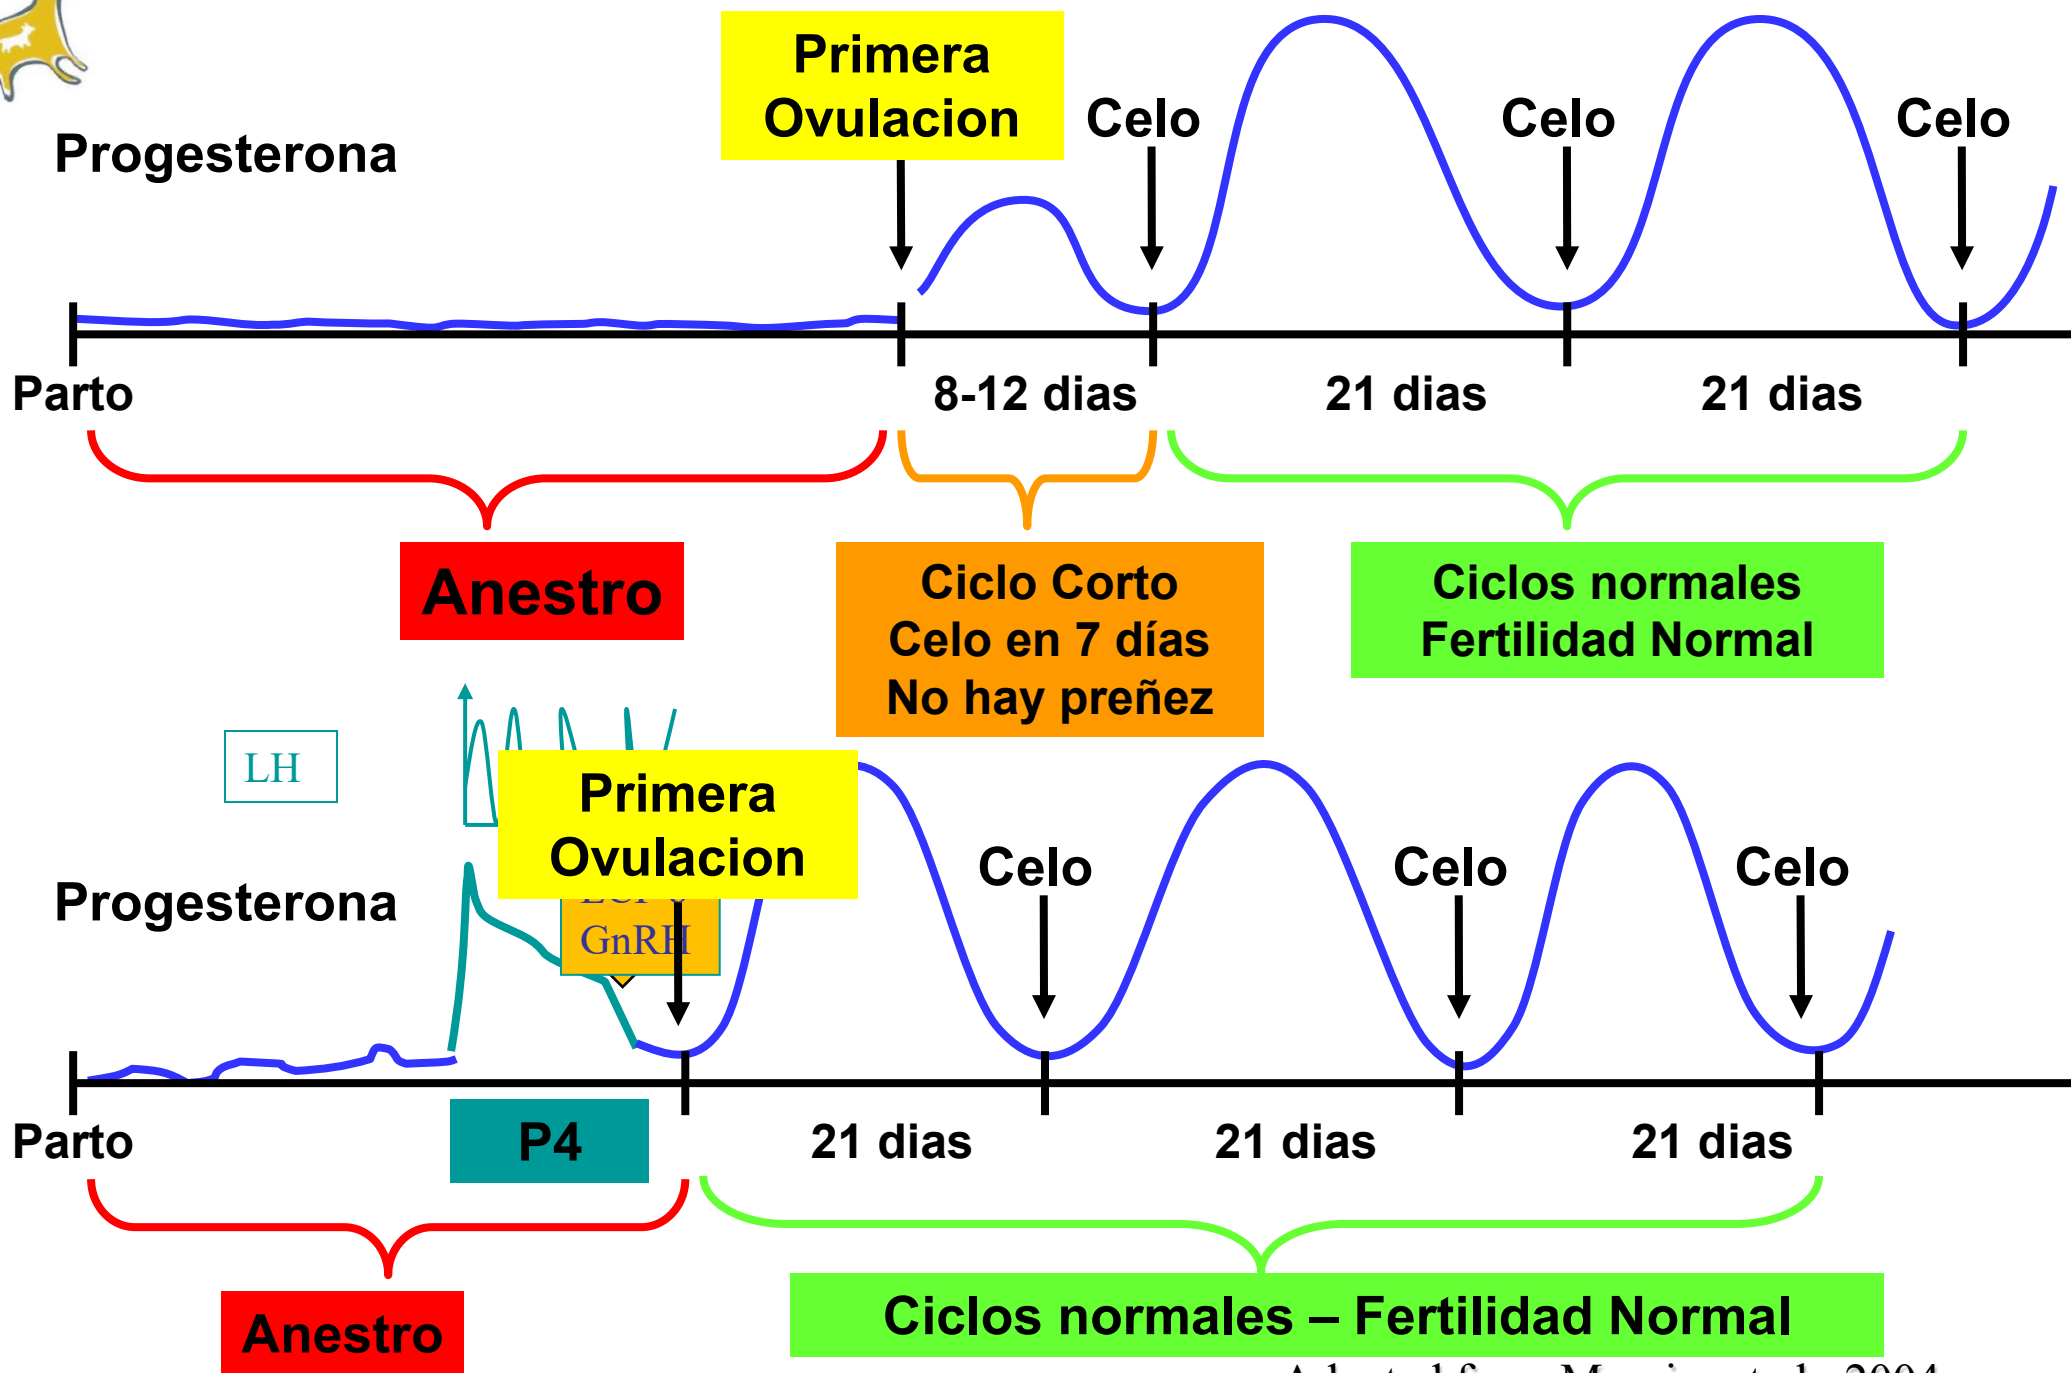 Primera
Ovulacion
Celo
Celo
Celo
Progesterona
Parto
8-12 dias
21 dias
21 dias
Anestro
Ciclo Corto
Celo en 7 días
No hay preñez
Ciclos normales
Fertilidad Normal
LH
Primera
Ovulacion
Celo
Celo
Celo
Progesterona
GnRH
Parto
P4
21 dias
21 dias
21 dias
Anestro
Ciclos normales – Fertilidad Normal
2004